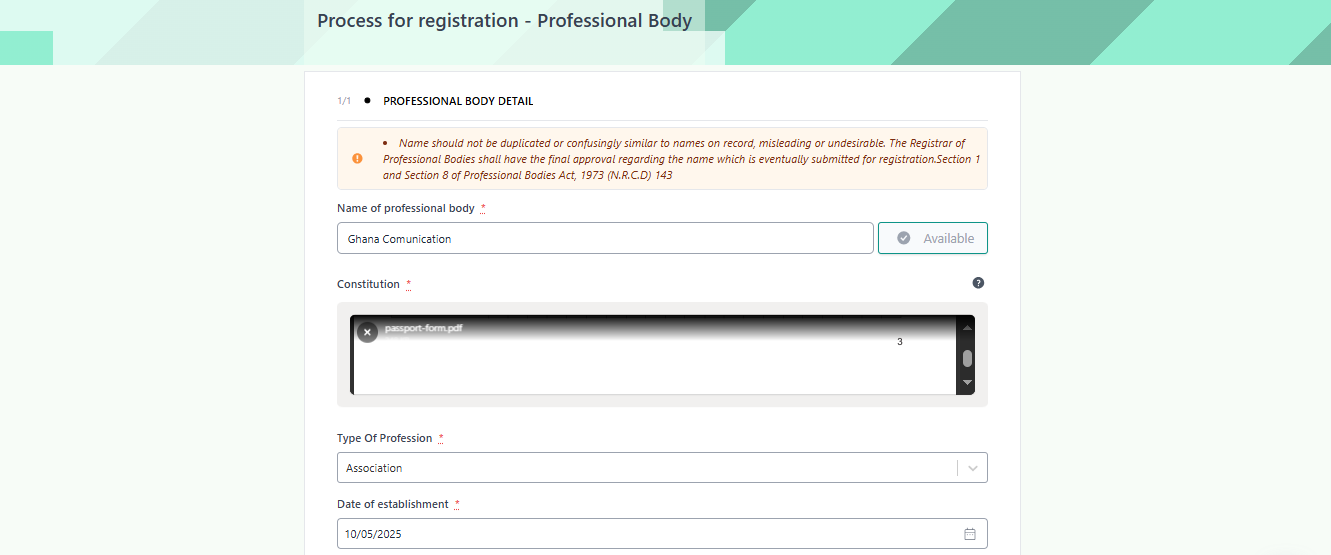 Process for registration - Professional Body
1/1 ● PROFESSIONAL BODY DETAIL
• Name should not be duplicated or confusingly similar to names on record, misleading or undesirable. The Registrar of
Professional Bodies shall have the final approval regarding the name which is eventually submitted for registration.Section 1
and Section 8 of Professional Bodies Act, 1973 (N.R.C.D) 143
Name of professional body *
Ghana Comunication
Available
Constitution *
passport-form.pdf
3
Type Of Profession *
Association
Date of establishment *
10/05/2025